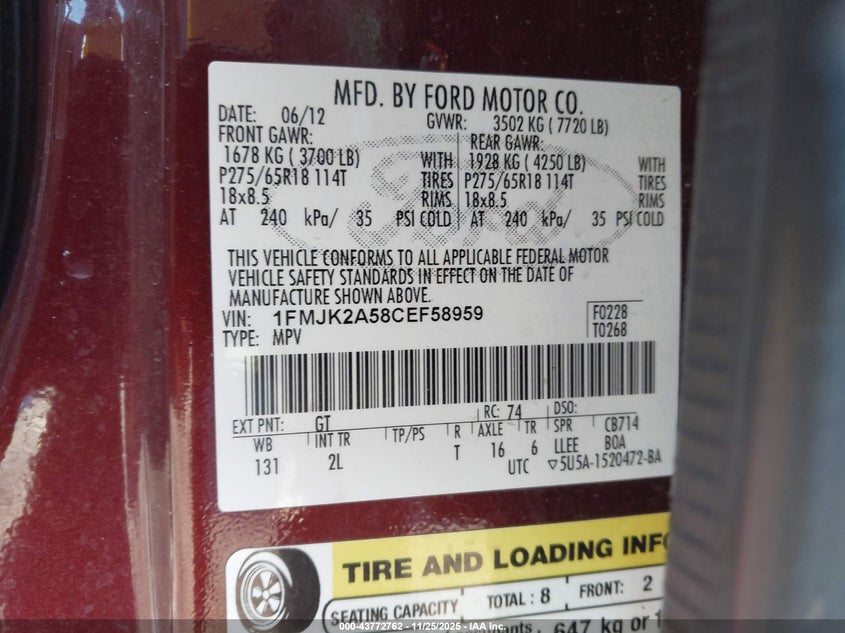 MFD. BY FORD MOTOR CO.
DATE: 06/12 GVWR: 3502 KG ( 7720 LB)
FRONT GAWR: REAR GAWR:
1678 KG ( 3700 LB) WITH 1928 KG ( 4250 LB) WITH
P275/65R18 114T TIRES P275/65R18 114T TIRES
18x8.5 RIMS 18x8.5 RIMS
AT 240 kPa/ 35 PSI COLD AT 240 kPa/ 35 PSI COLD
Ford
THIS VEHICLE CONFORMS TO ALL APPLICABLE FEDERAL MOTOR
VEHICLE SAFETY STANDARDS IN EFFECT ON THE DATE OF
MANUFACTURE SHOWN ABOVE.
VIN: 1FMJK2A58CEF58959 F0228
TYPE: MPV T0268
EXT PNT: GT RC: 74 DSO:
WB INT TR TP/PS R AXLE TR SPR CB714
131 2L T 16 6 LLEE BOA
UTC ▽5U5A-1520472-BA
TIRE AND LOADING INFO
SEATING CAPACITY TOTAL : 8 FRONT: 2
647 kg or 1
000-43772762 - 11/25/2025 - IAA, Inc.